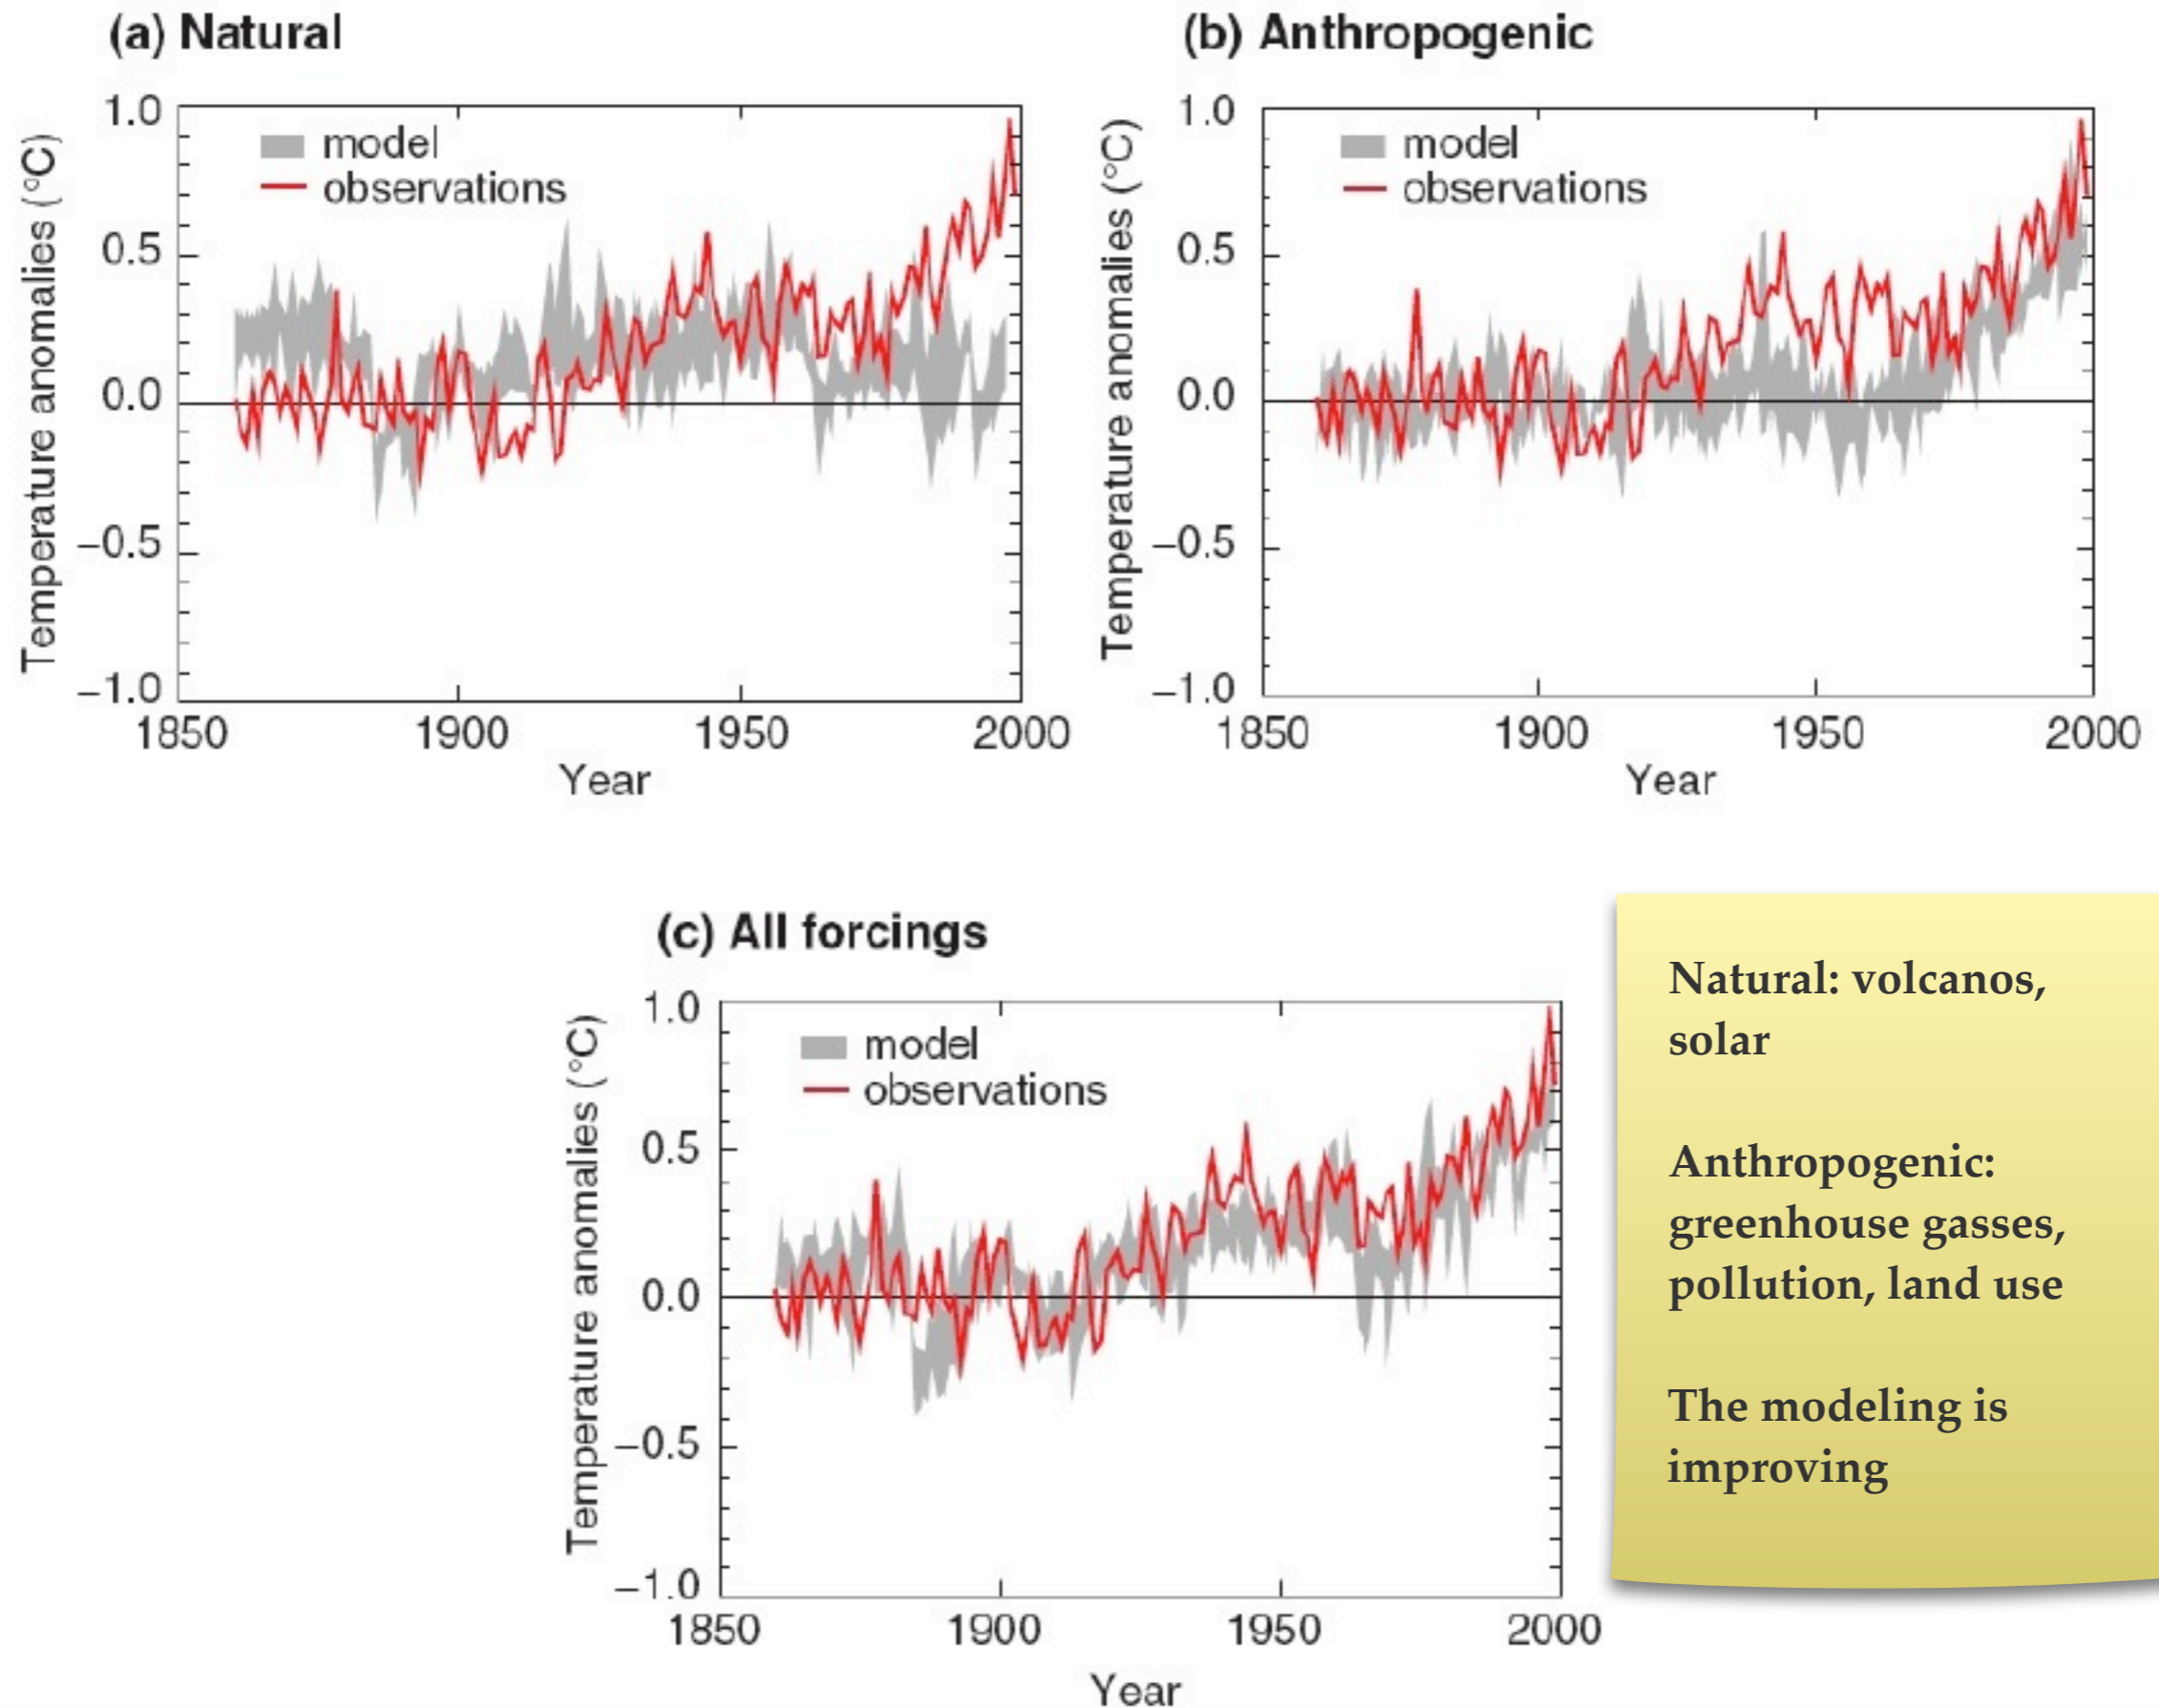 (a) Natural
1.0
0.5
0.0
−0.5
−1.0
Temperature anomalies (°C)
model
observations
1850 1900 1950 2000
Year
(b) Anthropogenic
1.0
0.5
0.0
−0.5
−1.0
Temperature anomalies (°C)
model
observations
1850 1900 1950 2000
Year
(c) All forcings
1.0
0.5
0.0
−0.5
−1.0
Temperature anomalies (°C)
model
observations
1850 1900 1950 2000
Year
Natural: volcanos,
solar
Anthropogenic:
greenhouse gasses,
pollution, land use
The modeling is
improving